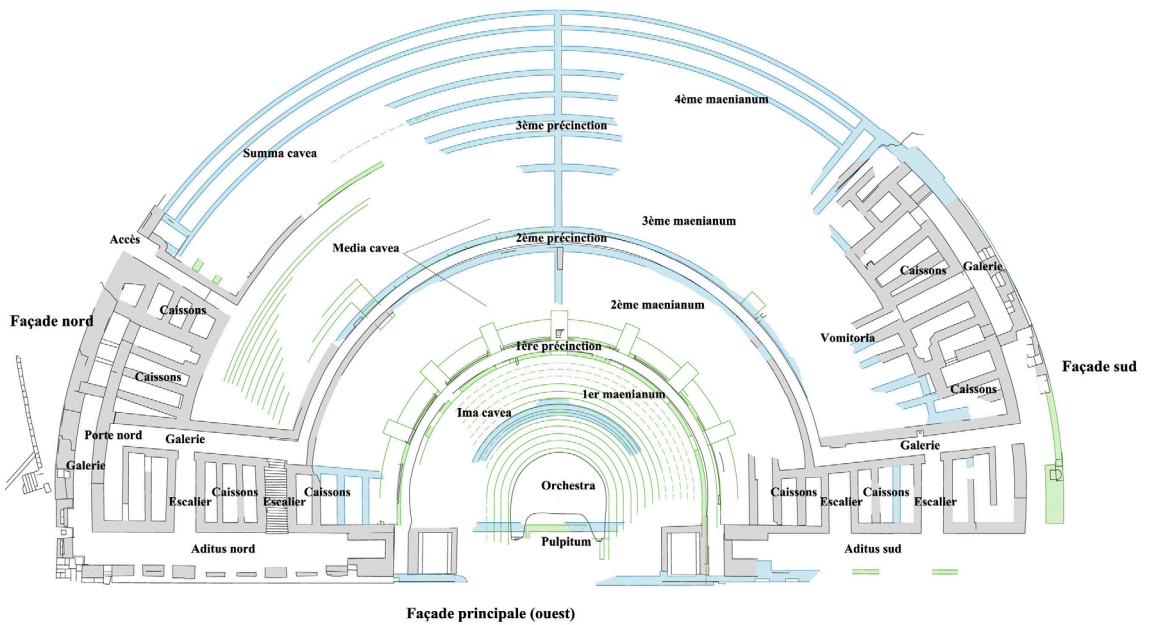 4ème maenianum
3ème précinction
Summa cavea
3ème maenianum
Accès
2ème précinction
Media cavea
Galerie
Caissons
Caissons
2ème maenianum
Façade nord
Vomitoria
1ère précinction
Façade sud
Caissons
Caissons
1er maenianum
Ima cavea
Porte nord
Galerie
Galerie
Galerie
Orchestra
Caissons
Caissons
Caissons
Caissons
Escalier
Escalier
Escalier
Escalier
Pulpitum
Aditus nord
Aditus sud
Façade principale (ouest)